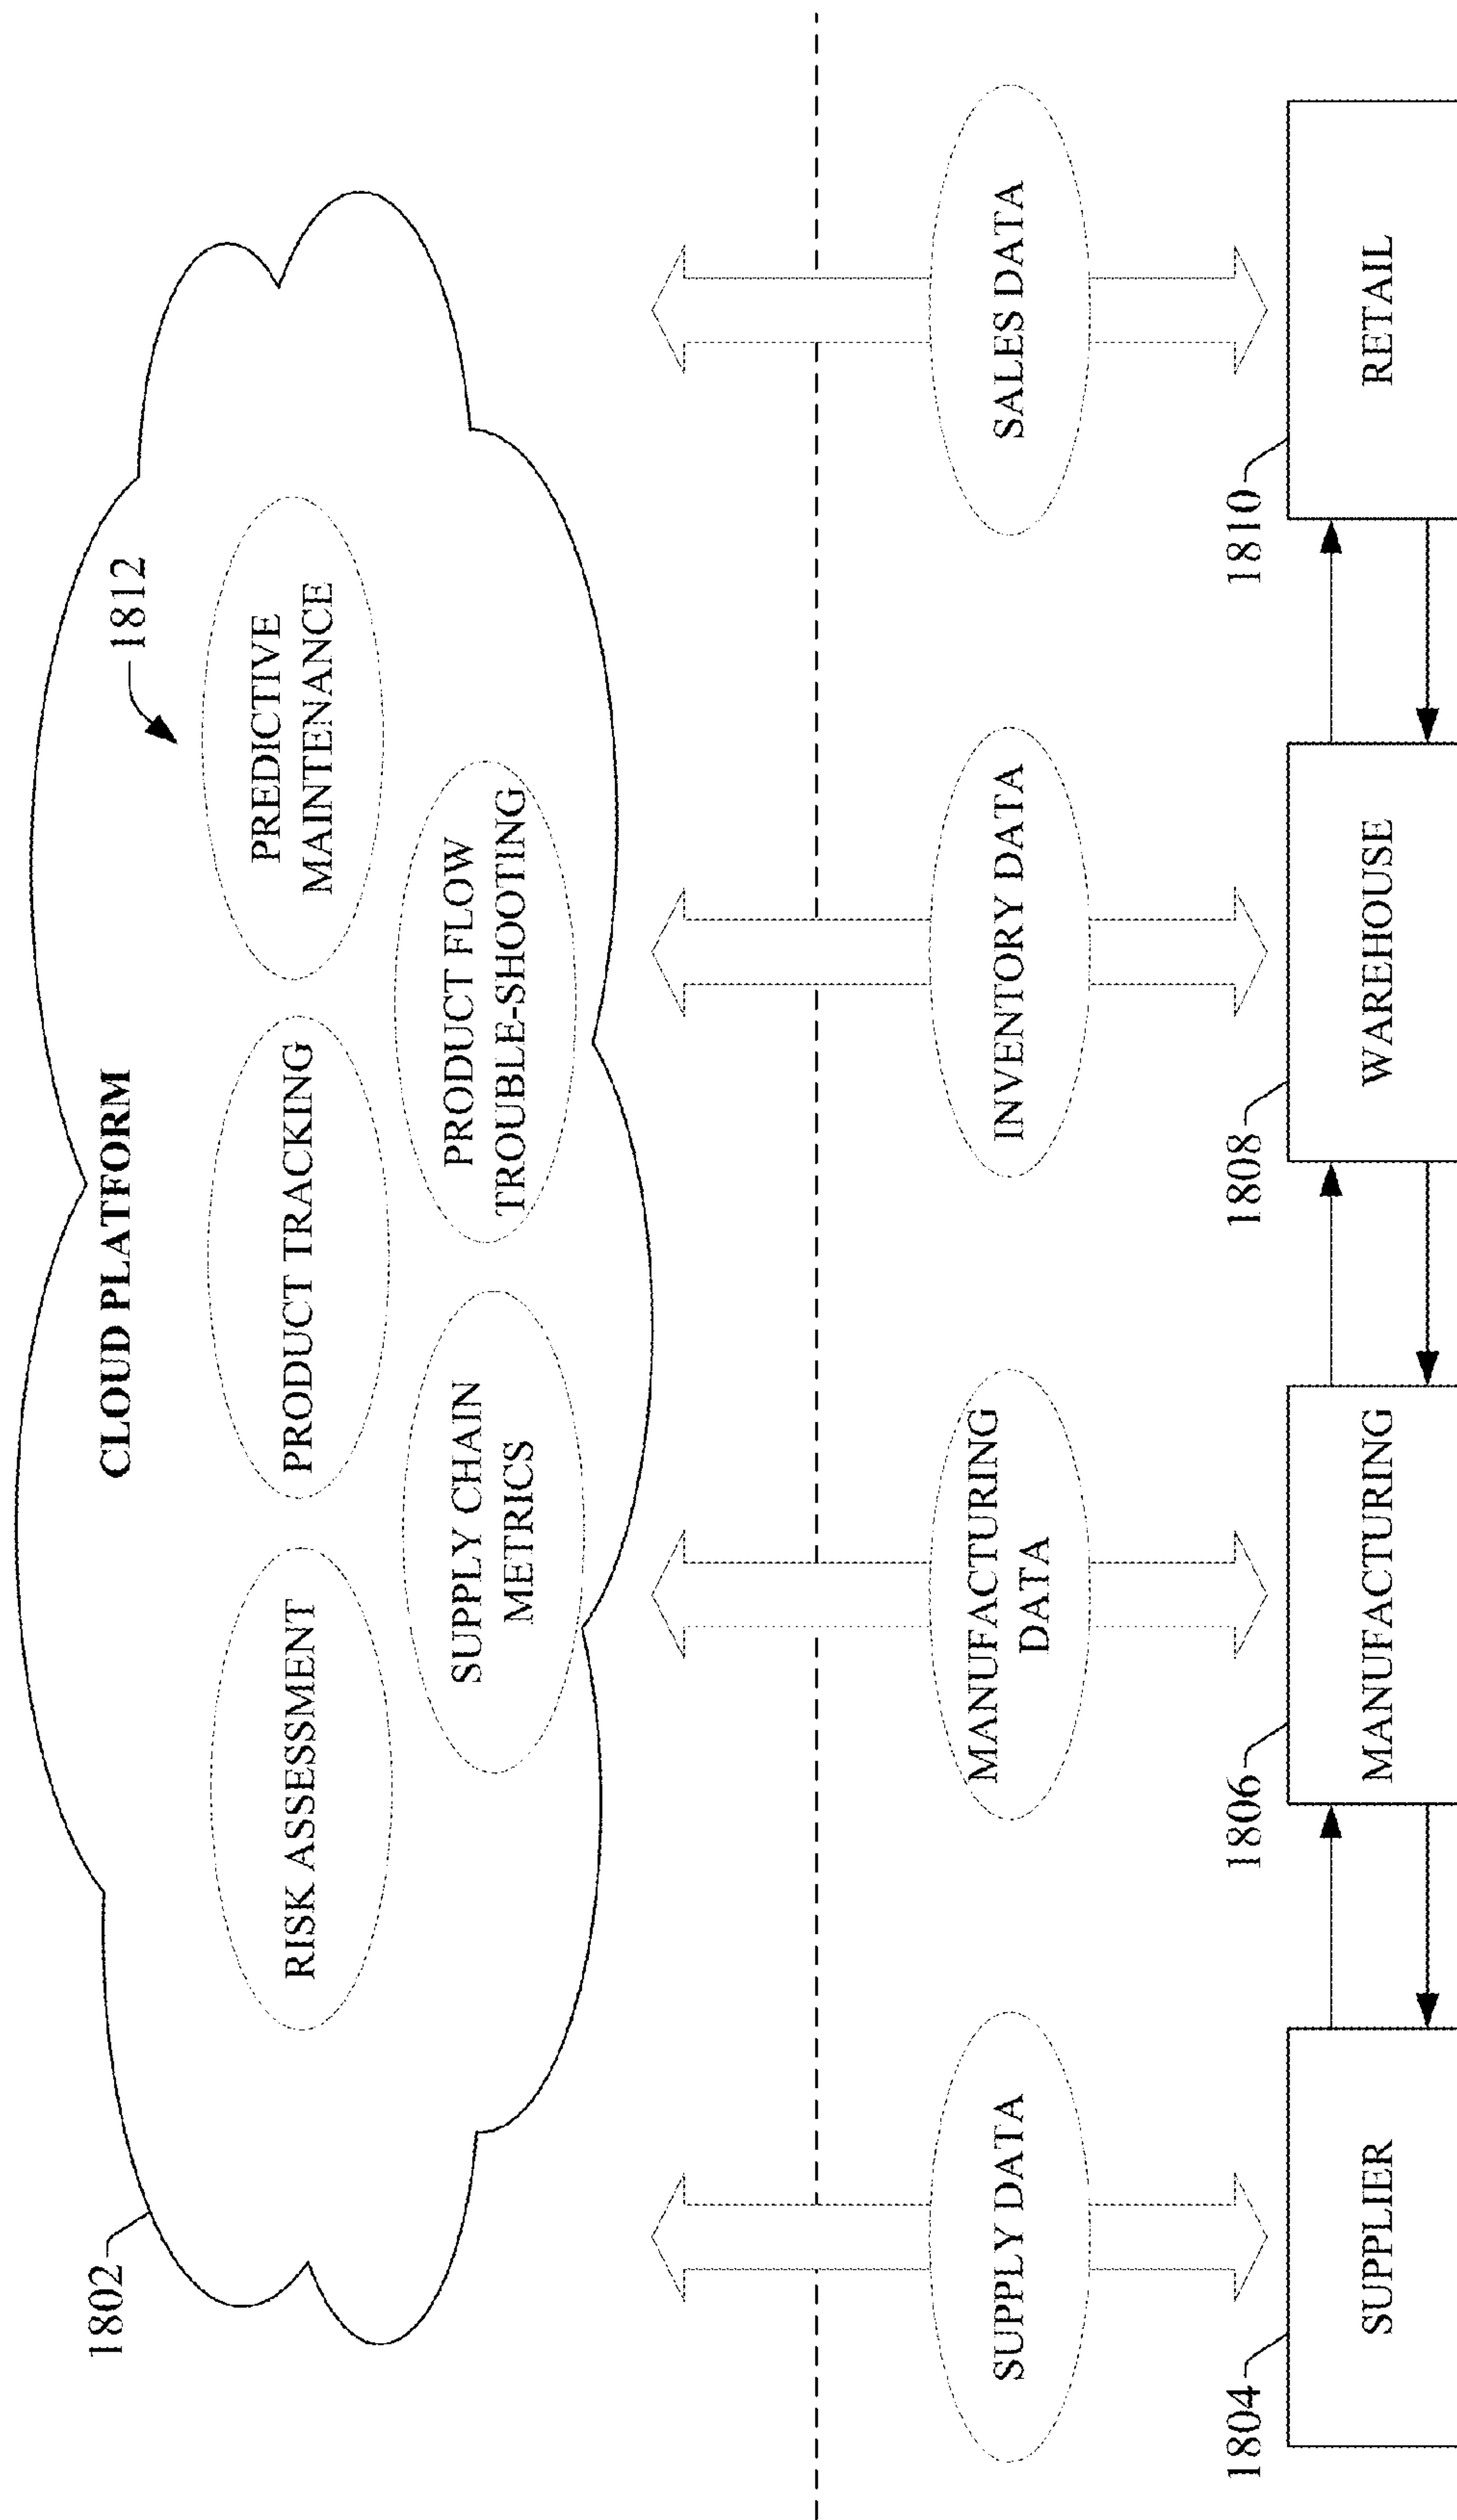 1802
CLOUD PLATFORM
1812
RISK ASSESSMENT
PRODUCT TRACKING
PREDICTIVE
MAINTENANCE
SUPPLY CHAIN
METRICS
PRODUCT FLOW
TROUBLE-SHOOTING
SUPPLY DATA
MANUFACTURING
DATA
INVENTORY DATA
SALES DATA
1804
1806
1808
1810
SUPPLIER
MANUFACTURING
WAREHOUSE
RETAIL